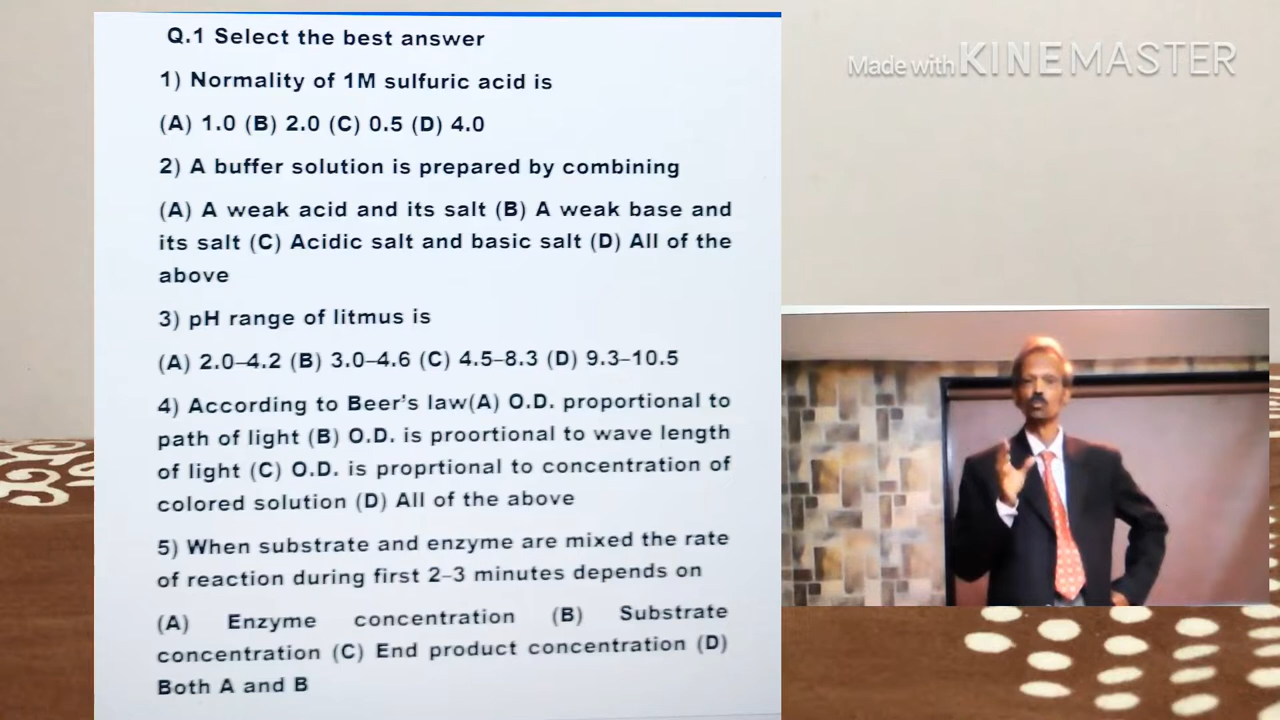 Q.1 Select the best answer
1) Normality of 1M sulfuric acid is
(A) 1.0 (B) 2.0 (C) 0.5 (D) 4.0
2) A buffer solution is prepared by combining
(A) A weak acid and its salt (B) A weak base and
its salt (C) Acidic salt and basic salt (D) All of the
above
3) pH range of litmus is
(A) 2.0–4.2 (B) 3.0–4.6 (C) 4.5–8.3 (D) 9.3–10.5
4) According to Beer's law(A) O.D. proportional to
path of light (B) O.D. is proortional to wave length
of light (C) O.D. is proprtional to concentration of
colored solution (D) All of the above
5) When substrate and enzyme are mixed the rate
of reaction during first 2–3 minutes depends on
(A) Enzyme concentration (B) Substrate
concentration (C) End product concentration (D)
Both A and B
Made with KINEMASTER